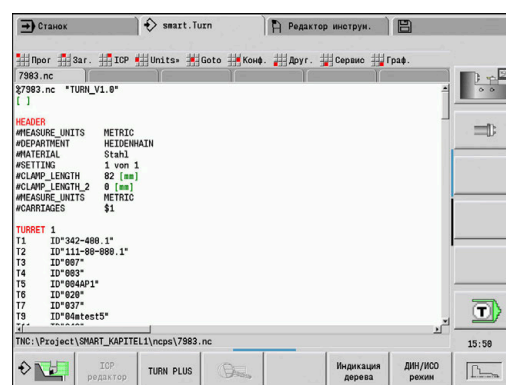 Станок smart.Turn Редактор инструм.
Прог Заг. ICP Units» Goto Конф. Друг. Сервис Граф.
7983.nc
%7983.nc "TURN_V1.0"
[ ]
HEADER
#MEASURE_UNITS METRIC
#DEPARTMENT HEIDENHAIN
#MATERIAL Stahl
#SETTING 1 von 1
#CLAMP_LENGTH 82 [mm]
#CLAMP_LENGTH_2 0 [mm]
#MEASURE_UNITS METRIC
#CARRIAGES $1
TURRET 1
T1 ID"342-400.1"
T2 ID"111-80-080.1"
T3 ID"007"
T4 ID"003"
T5 ID"004AP1"
T6 ID"020"
T7 ID"037"
T9 ID"04mtest5"
T
TNC:\Project\SMART_KAPITEL1\ncps\7983.nc 15:50
ICP редактор
TURN PLUS
Индикация дерева
ДИН/ИСО режим